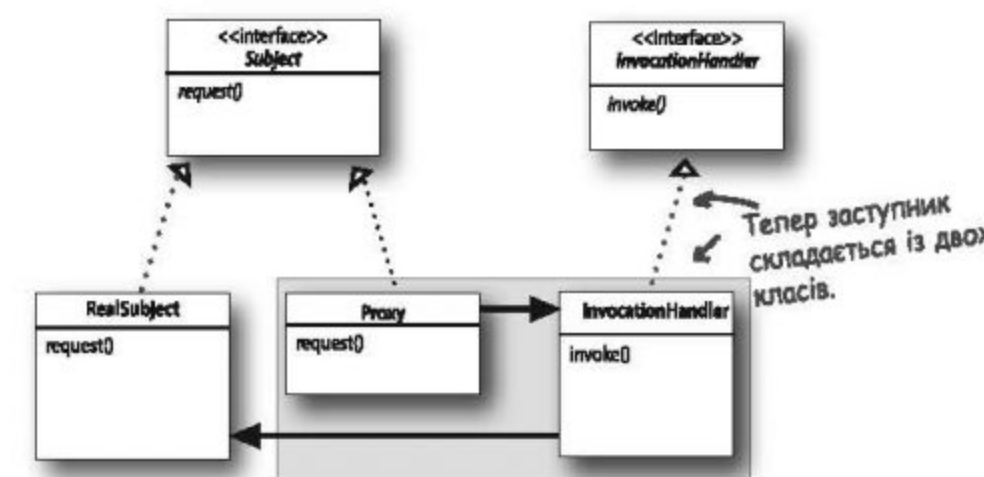 <<interface>>
Subject
request()
<<interface>>
InvocationHandler
invoke()
Тепер заступник
складається із двох
класів.
RealSubject
request()
Proxy
request()
InvocationHandler
invoke()